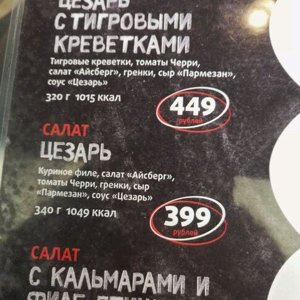 ЦЕЗАРЬ
С ТИГРОВЫМИ
КРЕВЕТКАМИ
Тигровые креветки, томаты Черри,
салат «Айсберг», гренки, сыр «Пармезан»,
соус «Цезарь»
320 г 1015 ккал
449
рублей
САЛАТ
ЦЕЗАРЬ
Куриное филе, салат «Айсберг»,
томаты Черри, гренки, сыр
«Пармезан», соус «Цезарь»
340 г 1049 ккал
399
рублей
САЛАТ
С КАЛЬМАРАМИ И